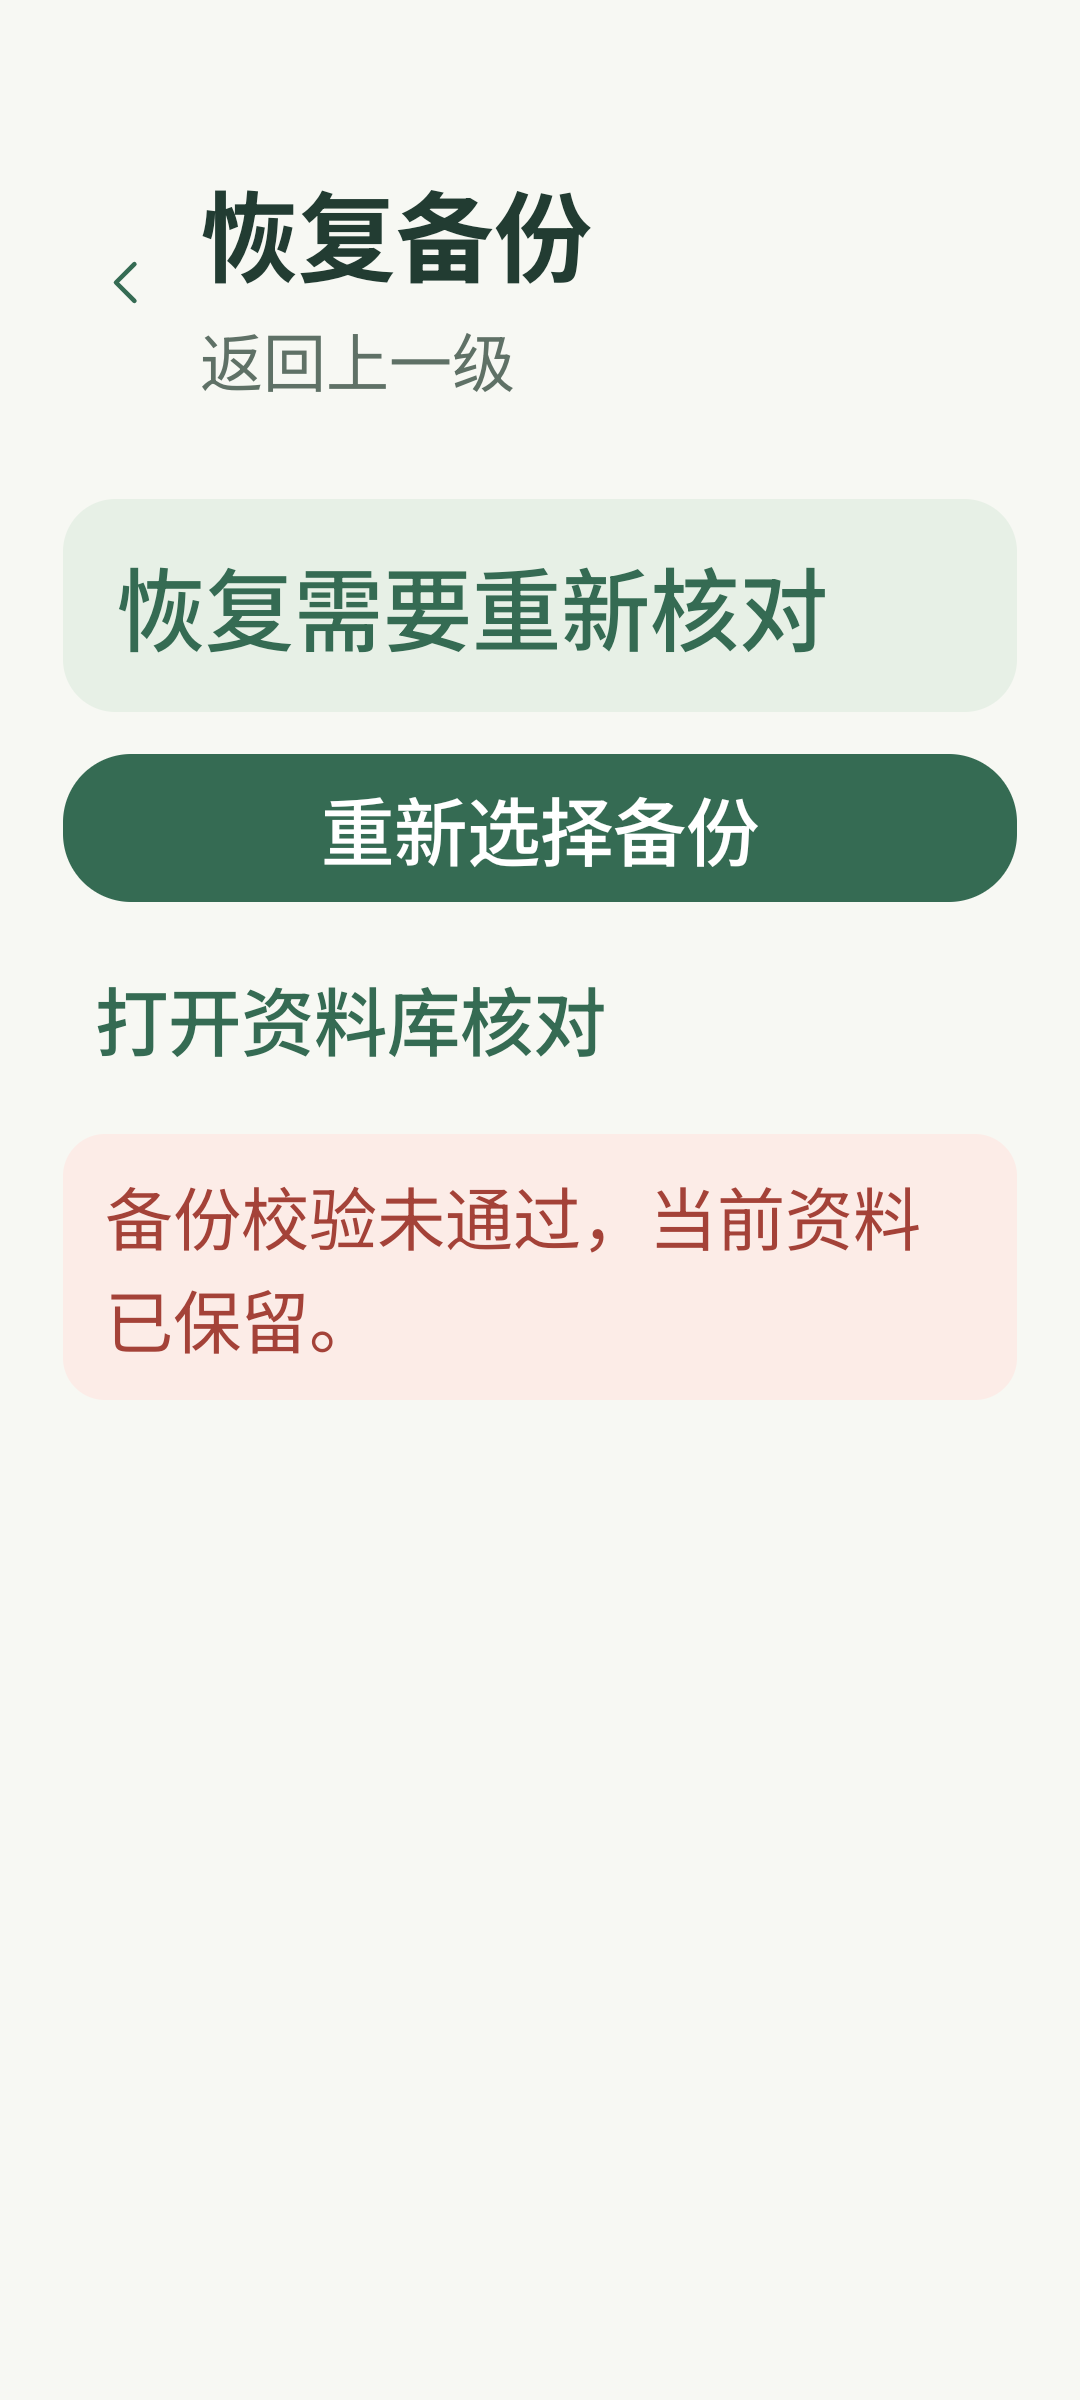 恢复备份
返回上一级
恢复需要重新核对
重新选择备份
打开资料库核对
备份校验未通过，当前资料
已保留。